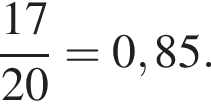 17/20 = 0,85.